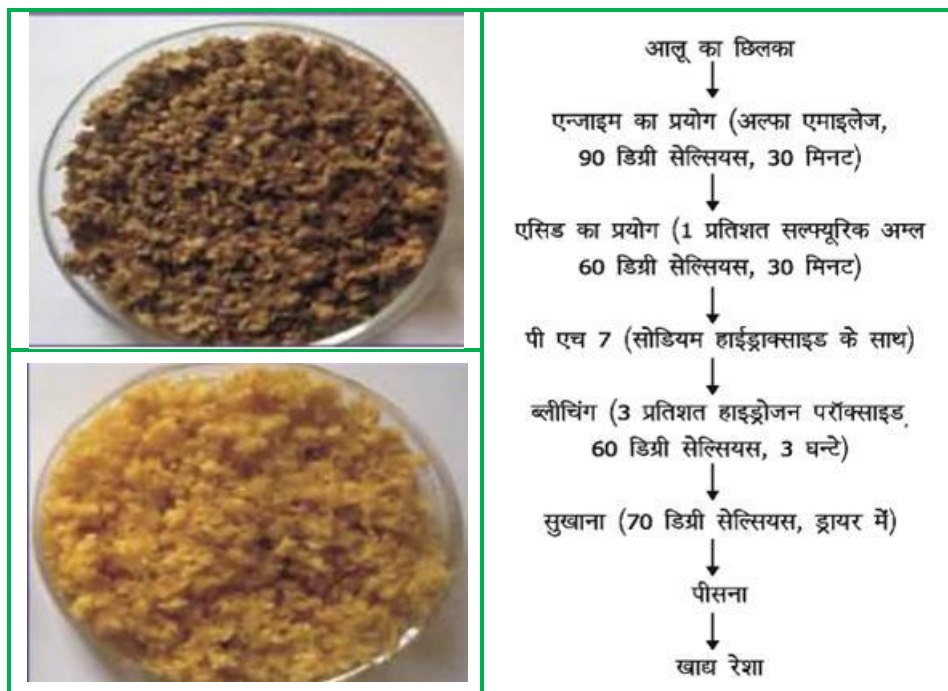 आलू का छिलका
एन्जाइम का प्रयोग (अल्फा एमाइलेज,
90 डिग्री सेल्सियस, 30 मिनट)
एसिड का प्रयोग (1 प्रतिशत सल्फ्यूरिक अम्ल
60 डिग्री सेल्सियस, 30 मिनट)
पी एच 7 (सोडियम हाईड्राक्साइड के साथ)
ब्लीचिंग (3 प्रतिशत हाइड्रोजन परॉक्साइड,
60 डिग्री सेल्सियस, 3 घन्टे)
सुखाना (70 डिग्री सेल्सियस, ड्रायर में)
पीसना
खाद्य रेशा